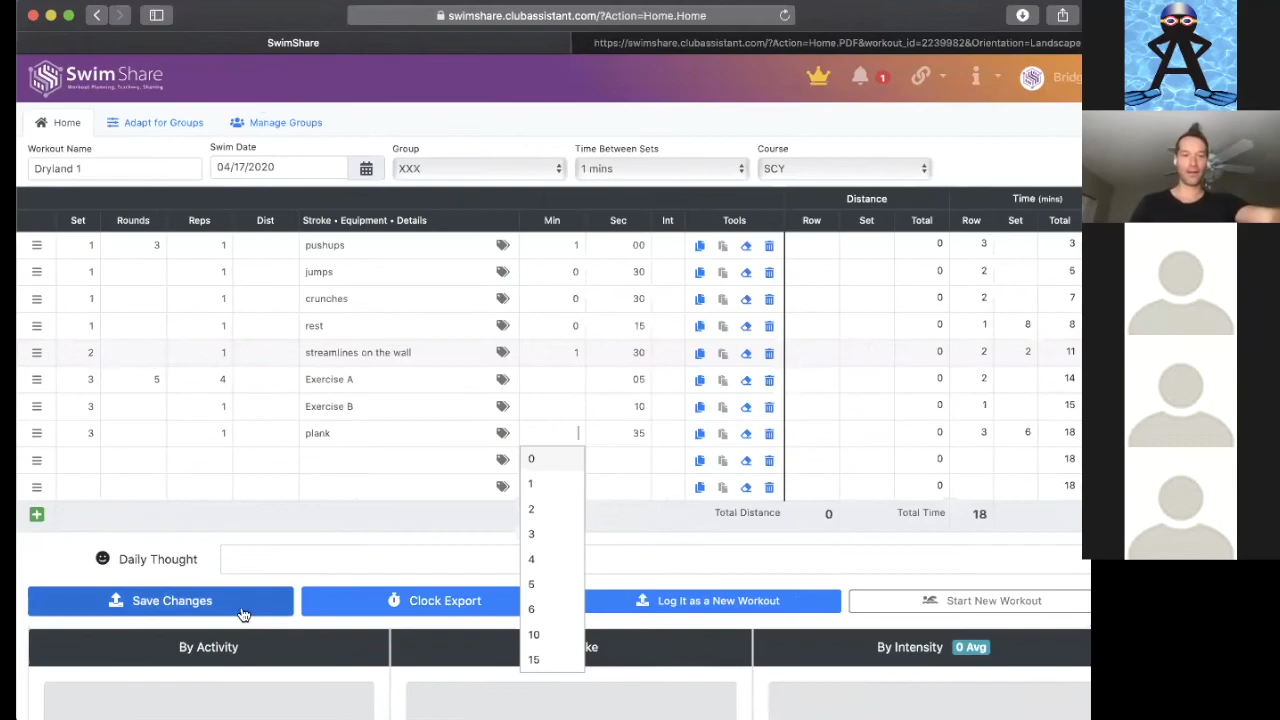 swimshare.clubassistant.com/?Action=Home.Home
SwimShare
https://swimshare.clubassistant.com/?Action=Home.PDF&workout_id=2239982&Orientation=Landscape
SwimShare
Workout Planning, Tracking, Sharing
1
Bridg
Home
Adapt for Groups
Manage Groups
Workout Name
Swim Date
Group
Time Between Sets
Course
Dryland 1
04/17/2020
XXX
1 mins
SCY
Distance
Time (mins)
Set Rounds Reps Dist Stroke • Equipment • Details Min Sec Int Tools Row Set Total Row Set Total
1 3 1 pushups 1 00 0 3 3
1 1 jumps 0 30 0 2 5
1 1 crunches 0 30 0 2 7
1 1 rest 0 15 0 1 8 8
2 1 streamlines on the wall 1 30 0 2 2 11
3 5 4 Exercise A 05 0 2 14
3 1 Exercise B 10 0 1 15
3 1 plank 35 0 3 6 18
0 18
0 18
0
1
2
3
4
5
6
10
15
Total Distance 0 Total Time 18
Daily Thought
Save Changes
Clock Export
Log It as a New Workout
Start New Workout
By Activity
ke
By Intensity 0 Avg
A